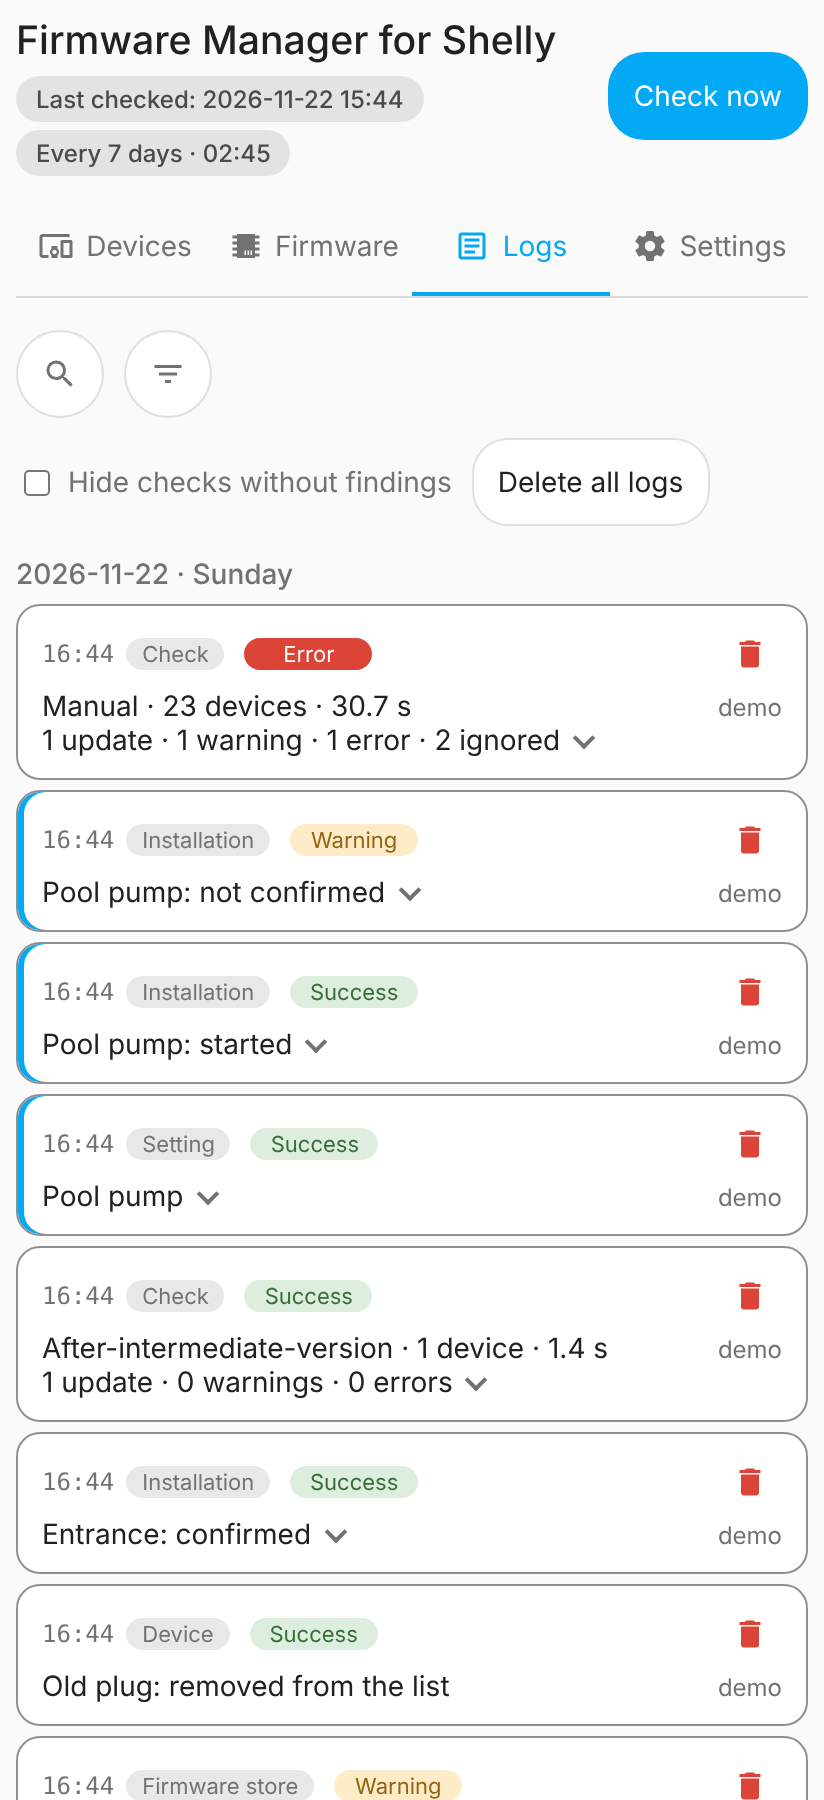 Firmware Manager for Shelly
Last checked: 2026-11-22 15:44
Every 7 days · 02:45
Check now
Devices
Firmware
Logs
Settings
Hide checks without findings
Delete all logs
2026-11-22 · Sunday
16:44 Check Error
Manual · 23 devices · 30.7 s
demo
1 update · 1 warning · 1 error · 2 ignored
16:44 Installation Warning
Pool pump: not confirmed
demo
16:44 Installation Success
Pool pump: started
demo
16:44 Setting Success
Pool pump
demo
16:44 Check Success
After-intermediate-version · 1 device · 1.4 s
demo
1 update · 0 warnings · 0 errors
16:44 Installation Success
Entrance: confirmed
demo
16:44 Device Success
Old plug: removed from the list
demo
16:44 Firmware store Warning